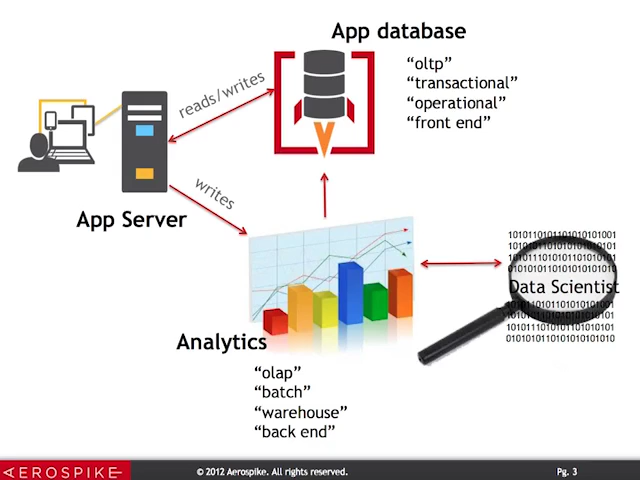 App database
“oltp”
“transactional”
“operational”
“front end”
reads/writes
writes
App Server
Analytics
“olap”
“batch”
“warehouse”
“back end”
Data Scientist
AEROSPIKE
© 2012 Aerospike. All rights reserved.
Pg. 3